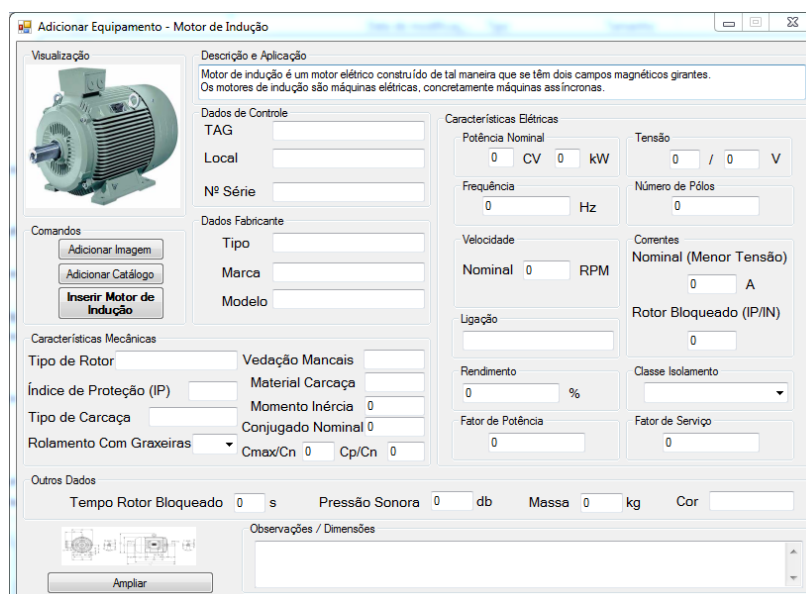 Adicionar Equipamento - Motor de Indução
Visualização
Descrição e Aplicação
Motor de indução é um motor elétrico construído de tal maneira que se têm dois campos magnéticos girantes.
Os motores de indução são máquinas elétricas, concretamente máquinas assíncronas.
Dados de Controle
TAG
Local
Nº Série
Dados Fabricante
Tipo
Marca
Modelo
Comandos
Adicionar Imagem
Adicionar Catálogo
Inserir Motor de
Indução
Características Elétricas
Potência Nominal
0 CV 0 kW
Tensão
0 / 0 V
Frequência
0 Hz
Número de Pólos
0
Velocidade
Nominal 0 RPM
Correntes
Nominal (Menor Tensão)
0 A
Rotor Bloqueado (IP/IN)
0
Ligação
Rendimento
0 %
Classe Isolamento
Fator de Potência
0
Fator de Serviço
0
Características Mecânicas
Tipo de Rotor
Índice de Proteção (IP)
Tipo de Carcaça
Rolamento Com Graxeiras
Vedação Mancais
Material Carcaça
Momento Inércia 0
Conjugado Nominal 0
Cmax/Cn 0 Cp/Cn 0
Outros Dados
Tempo Rotor Bloqueado 0 s Pressão Sonora 0 db Massa 0 kg Cor
Ampliar
Observações / Dimensões